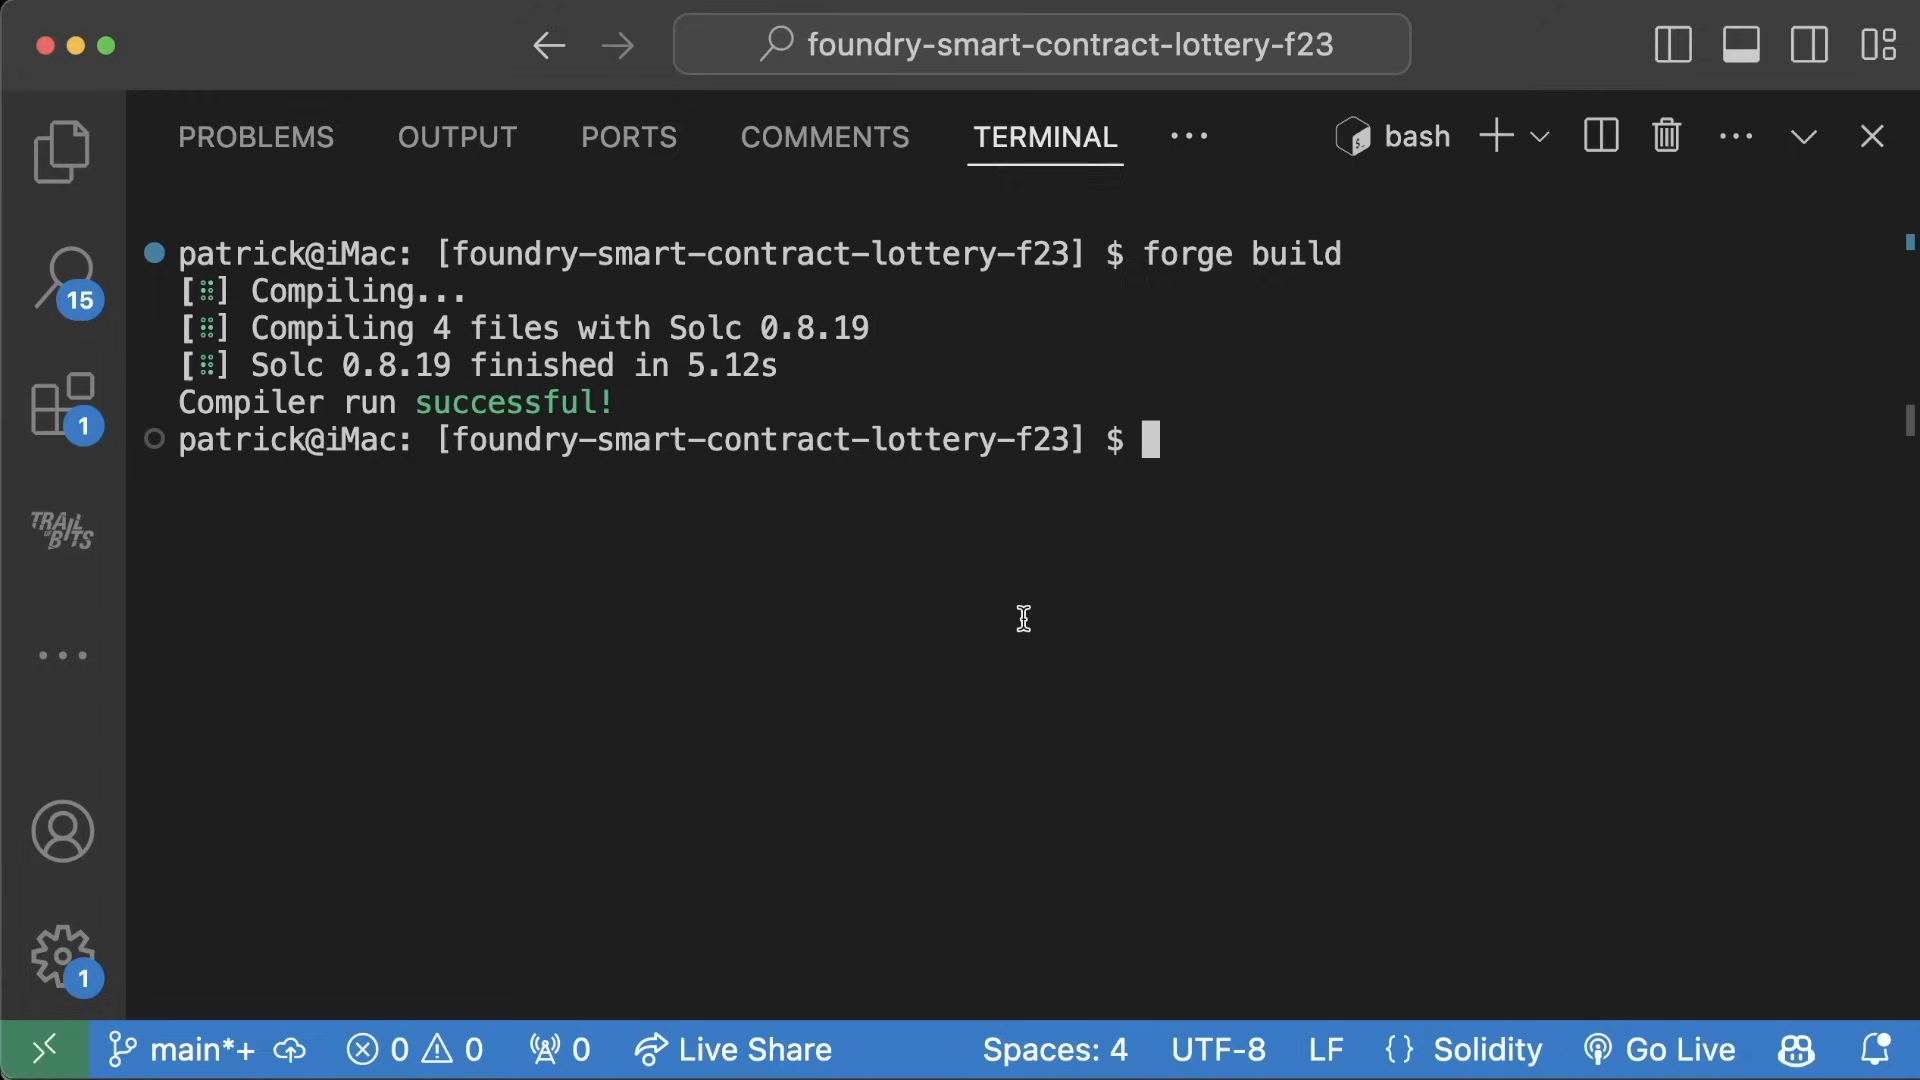 foundry-smart-contract-lottery-f23
PROBLEMS OUTPUT PORTS COMMENTS TERMINAL ··· bash
patrick@iMac: [foundry-smart-contract-lottery-f23] $ forge build
[⠿] Compiling...
[⠿] Compiling 4 files with Solc 0.8.19
[⠿] Solc 0.8.19 finished in 5.12s
Compiler run successful!
patrick@iMac: [foundry-smart-contract-lottery-f23] $
15
1
TRAIL OF BITS
1
main*+ 0 0 0 Live Share Spaces: 4 UTF-8 LF {} Solidity Go Live